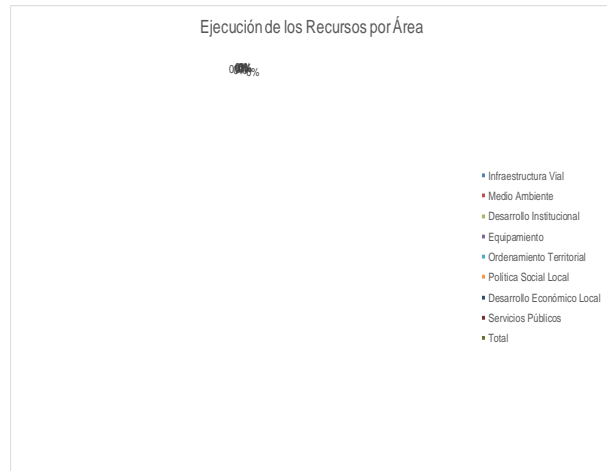 Ejecución de los Recursos por Área
Infraestructura Vial
Medio Ambiente
Desarrollo Institucional
Equipamiento
Ordenamiento Territorial
Política Social Local
Desarrollo Económico Local
Servicios Públicos
Total